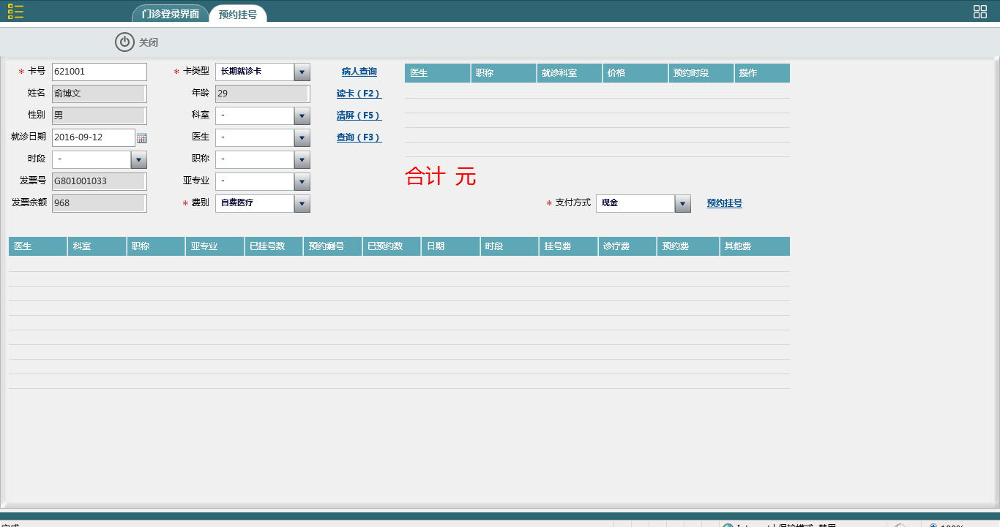 门诊登录界面 预约挂号
关闭
* 卡号 621001 * 卡类型 长期就诊卡 病人查询
姓名 俞博文 年龄 29 读卡（F2）
性别 男 科室 - 清屏（F5）
就诊日期 2016-09-12 医生 - 查询（F3）
时段 - 职称 -
发票号 G801001033 亚专业 -
发票余额 968 * 费别 自费医疗
医生 职称 就诊科室 价格 预约时段 操作
合计 元
* 支付方式 现金 预约挂号
医生 科室 职称 亚专业 已挂号数 预约剩号 已预约数 日期 时段 挂号费 诊疗费 预约费 其他费